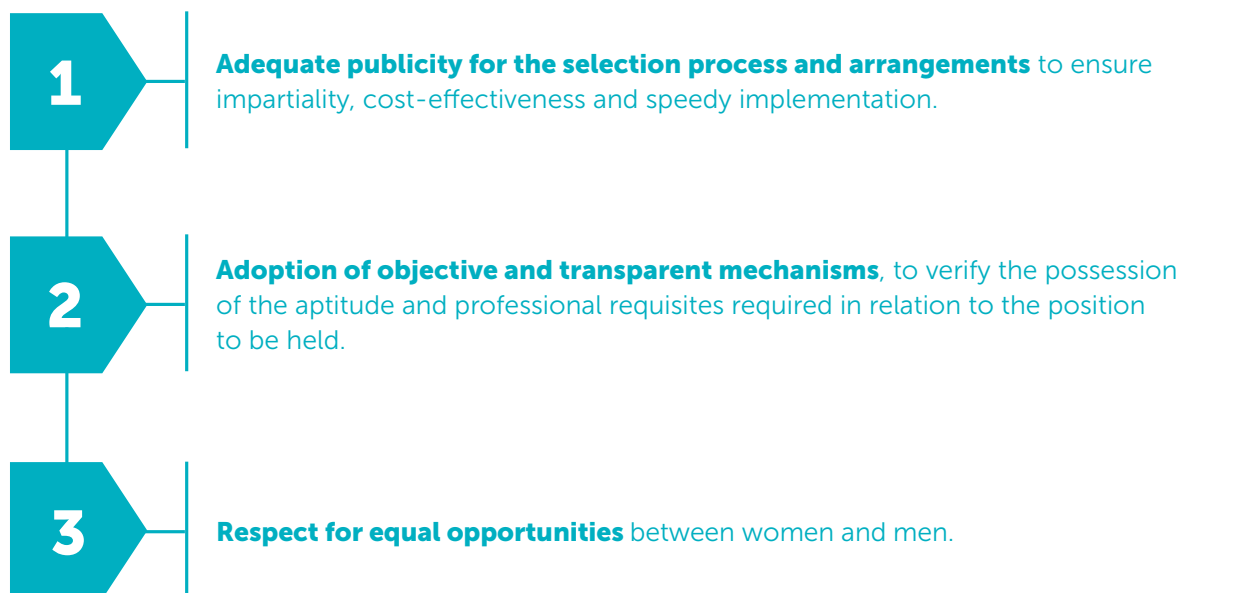 1
Adequate publicity for the selection process and arrangements to ensure
impartiality, cost-effectiveness and speedy implementation.
2
Adoption of objective and transparent mechanisms, to verify the possession
of the aptitude and professional requisites required in relation to the position
to be held.
3
Respect for equal opportunities between women and men.